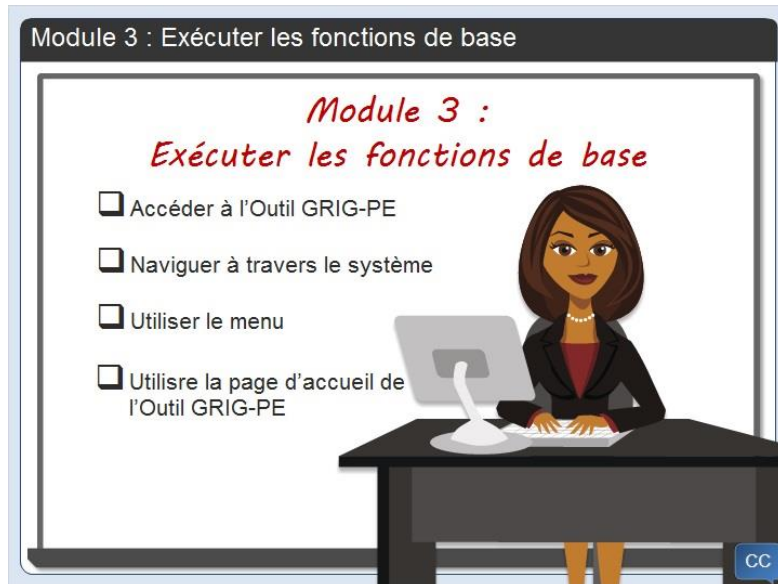 Module 3 : Exécuter les fonctions de base
Module 3 :
Exécuter les fonctions de base
Accéder à l'Outil GRIG-PE
Naviguer à travers le système
Utiliser le menu
Utilisre la page d'accueil de
l'Outil GRIG-PE
CC